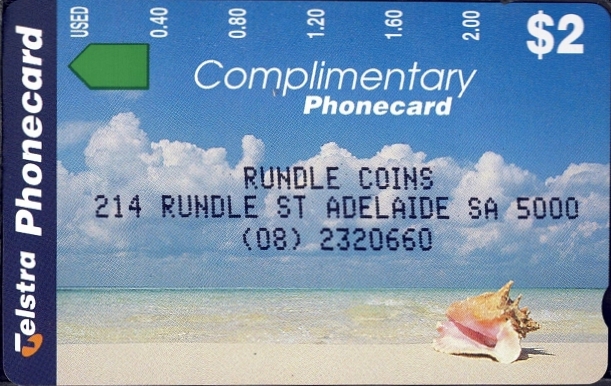 Telstra Phonecard
USED 0.40 0.80 1.20 1.60 2.00
$2
Complimentary
Phonecard
RUNDLE COINS
214 RUNDLE ST ADELAIDE SA 5000
(08) 2320660